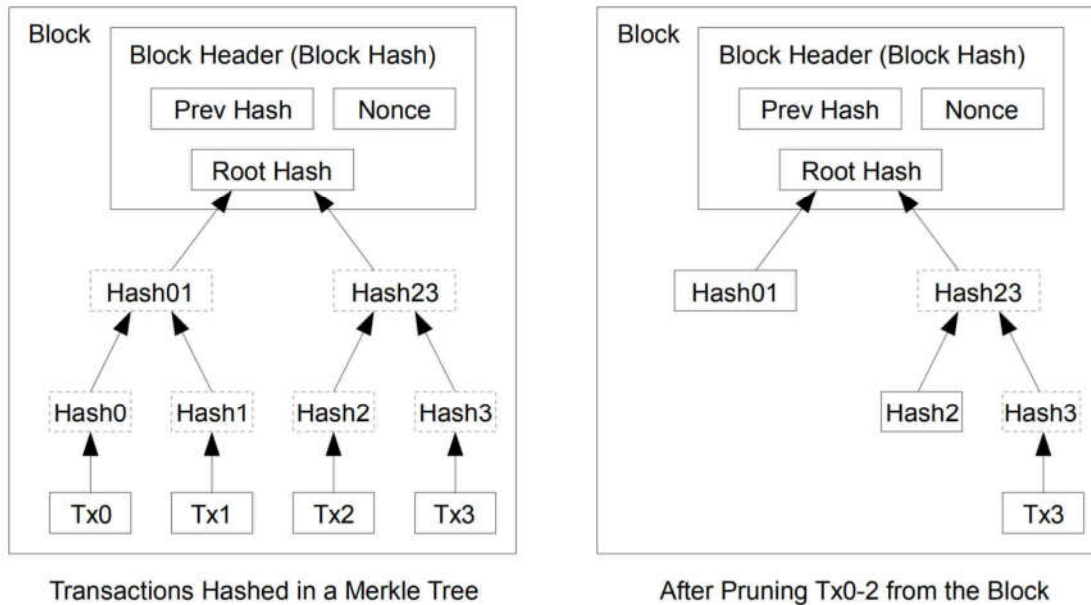 Block
Block Header (Block Hash)
Prev Hash
Nonce
Root Hash
Hash01
Hash23
Hash0
Hash1
Hash2
Hash3
Tx0
Tx1
Tx2
Tx3
Transactions Hashed in a Merkle Tree
Block
Block Header (Block Hash)
Prev Hash
Nonce
Root Hash
Hash01
Hash23
Hash2
Hash3
Tx3
After Pruning Tx0-2 from the Block